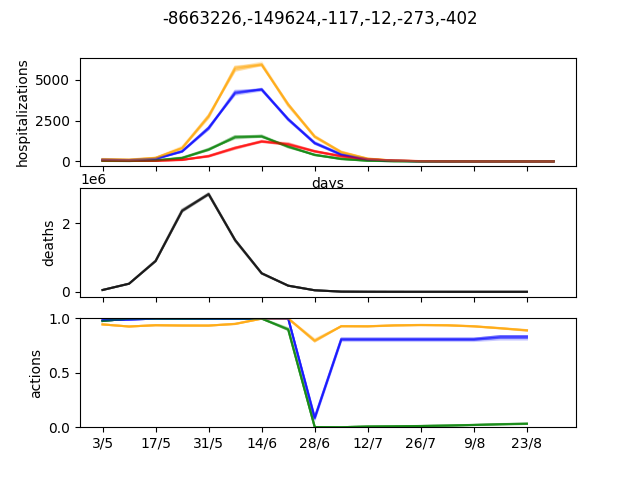 -8663226,-149624,-117,-12,-273,-402
hospitalizations
5000
2500
0
days
1e6
deaths
2
0
actions
1.0
0.5
0.0
3/5 17/5 31/5 14/6 28/6 12/7 26/7 9/8 23/8